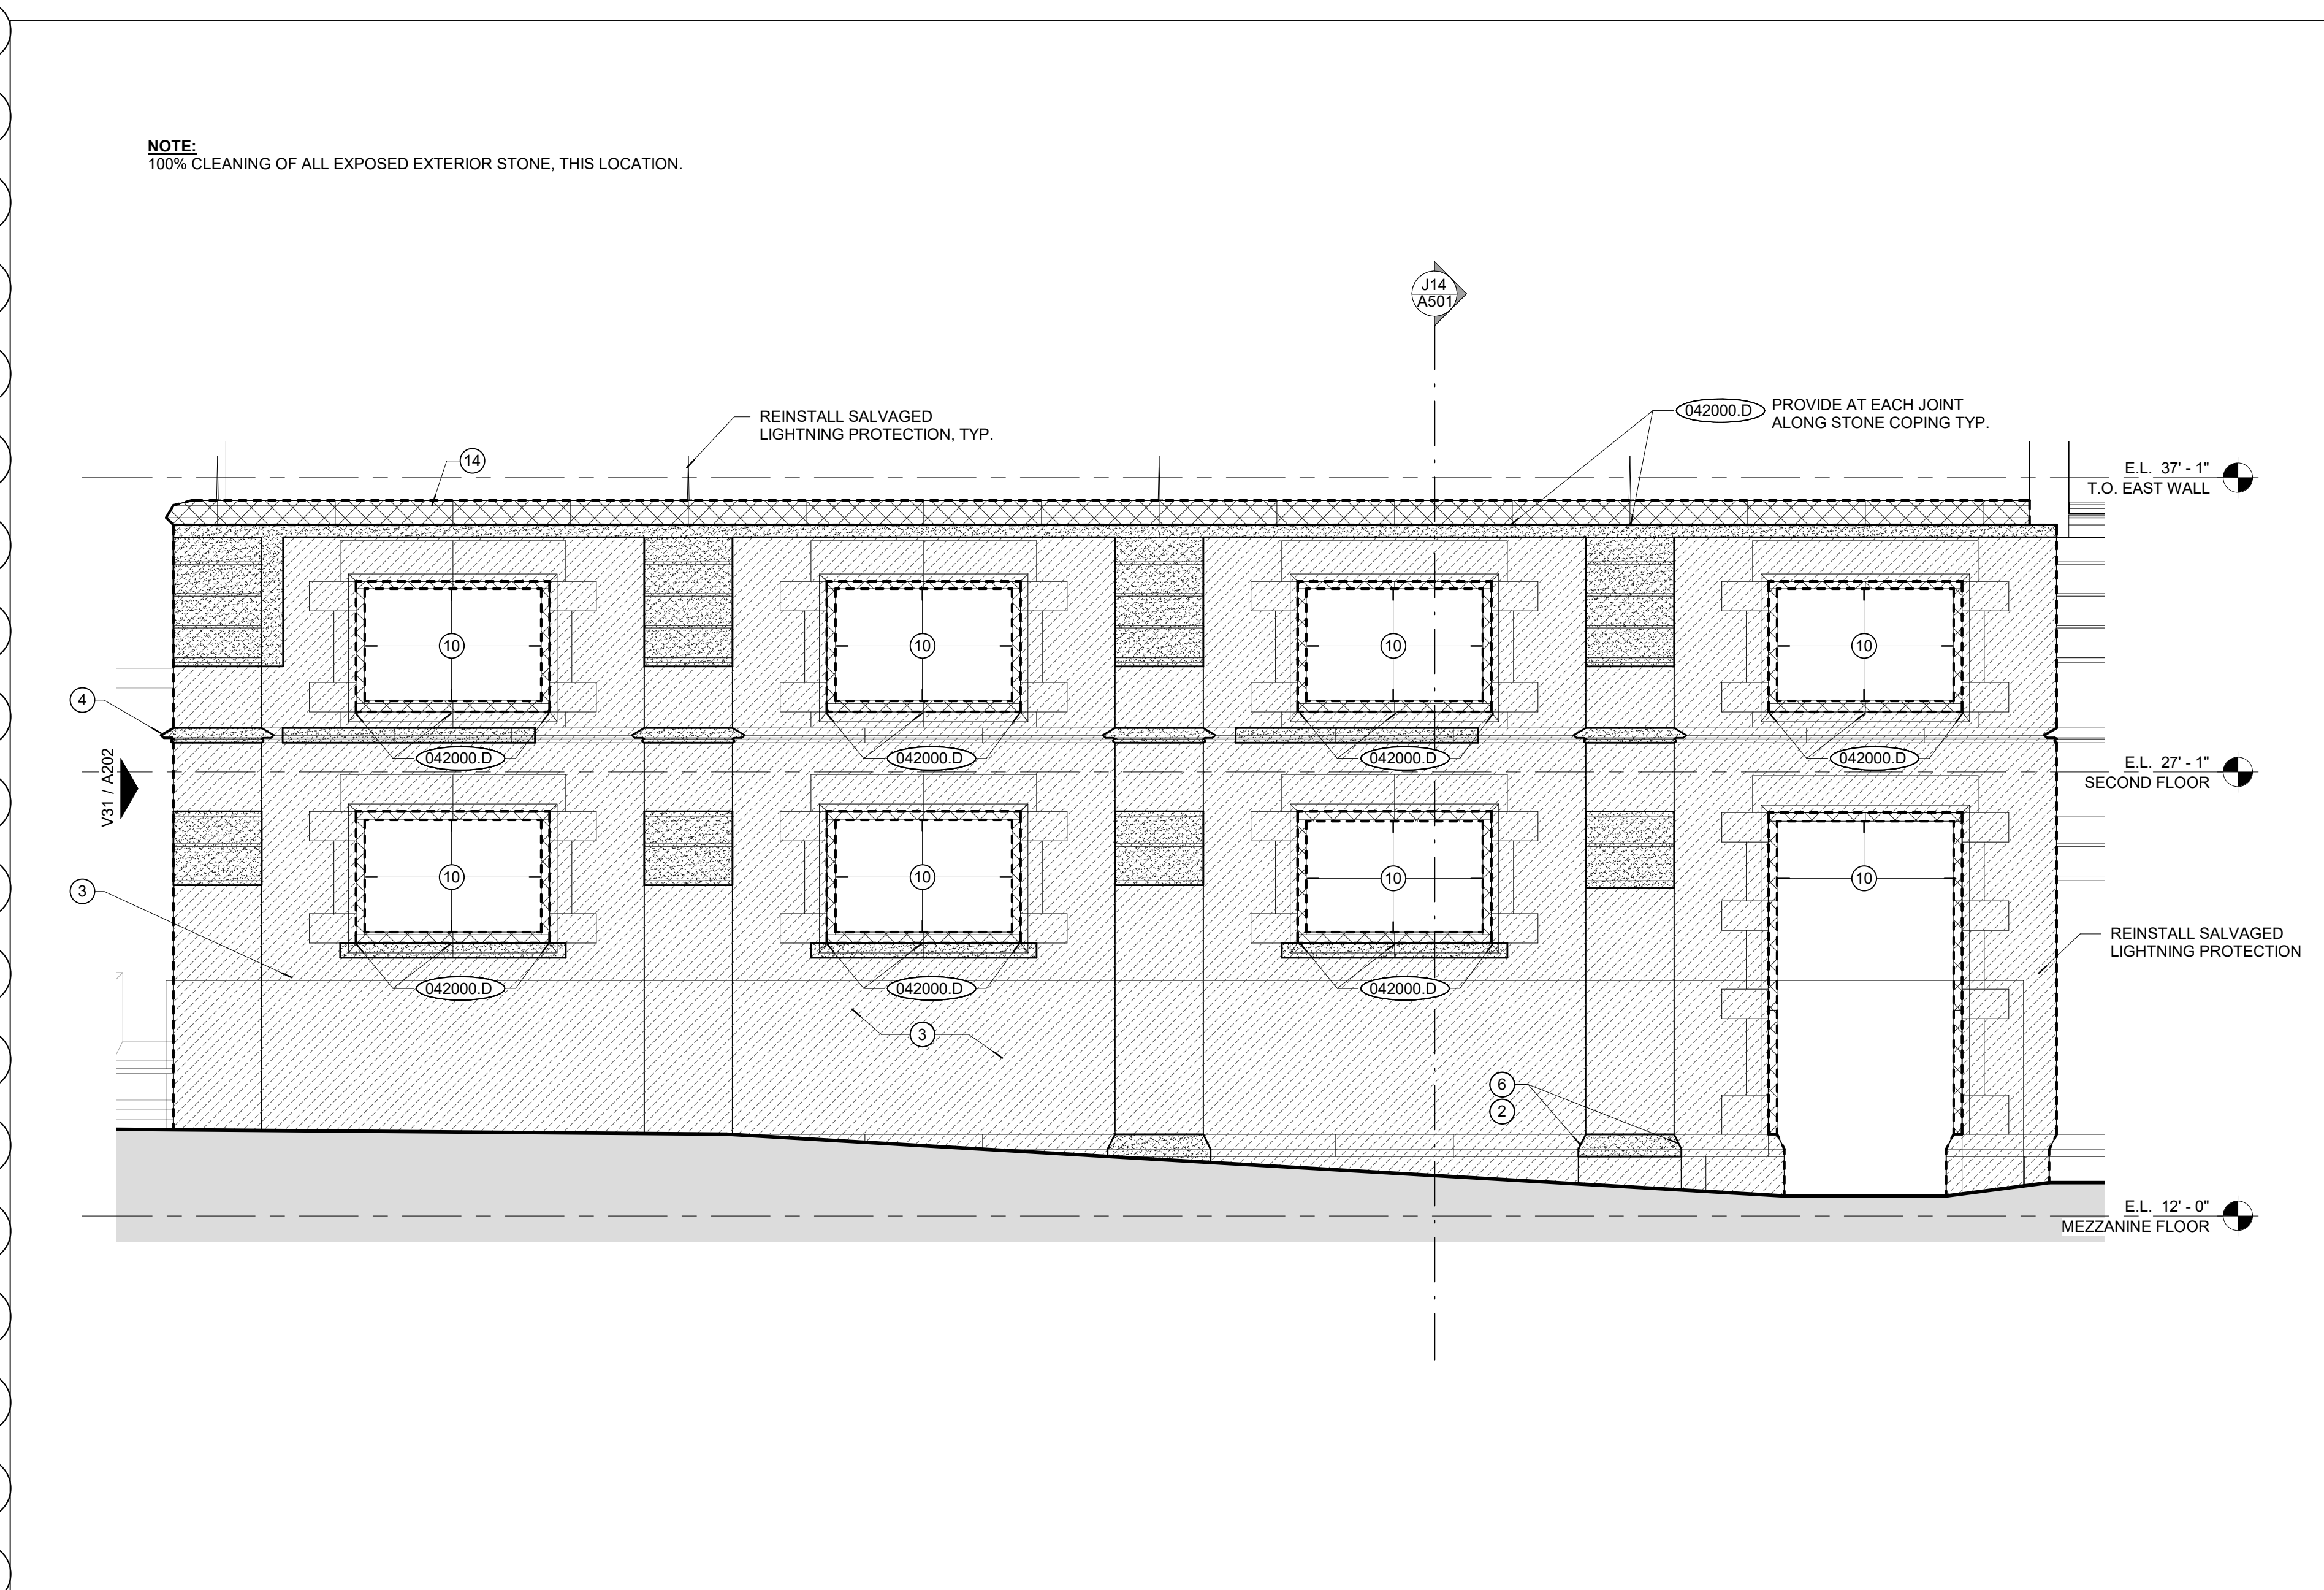 NOTE:
100% CLEANING OF ALL EXPOSED EXTERIOR STONE, THIS LOCATION.
J14
A501
REINSTALL SALVAGED
LIGHTNING PROTECTION, TYP.
042000.D
PROVIDE AT EACH JOINT
ALONG STONE COPING TYP.
14
E.L. 37' - 1"
T.O. EAST WALL
10
10
10
10
4
042000.D
042000.D
042000.D
042000.D
V31 / A202
E.L. 27' - 1"
SECOND FLOOR
10
10
10
10
3
REINSTALL SALVAGED
LIGHTNING PROTECTION
042000.D
042000.D
042000.D
3
6
2
E.L. 12' - 0"
MEZZANINE FLOOR